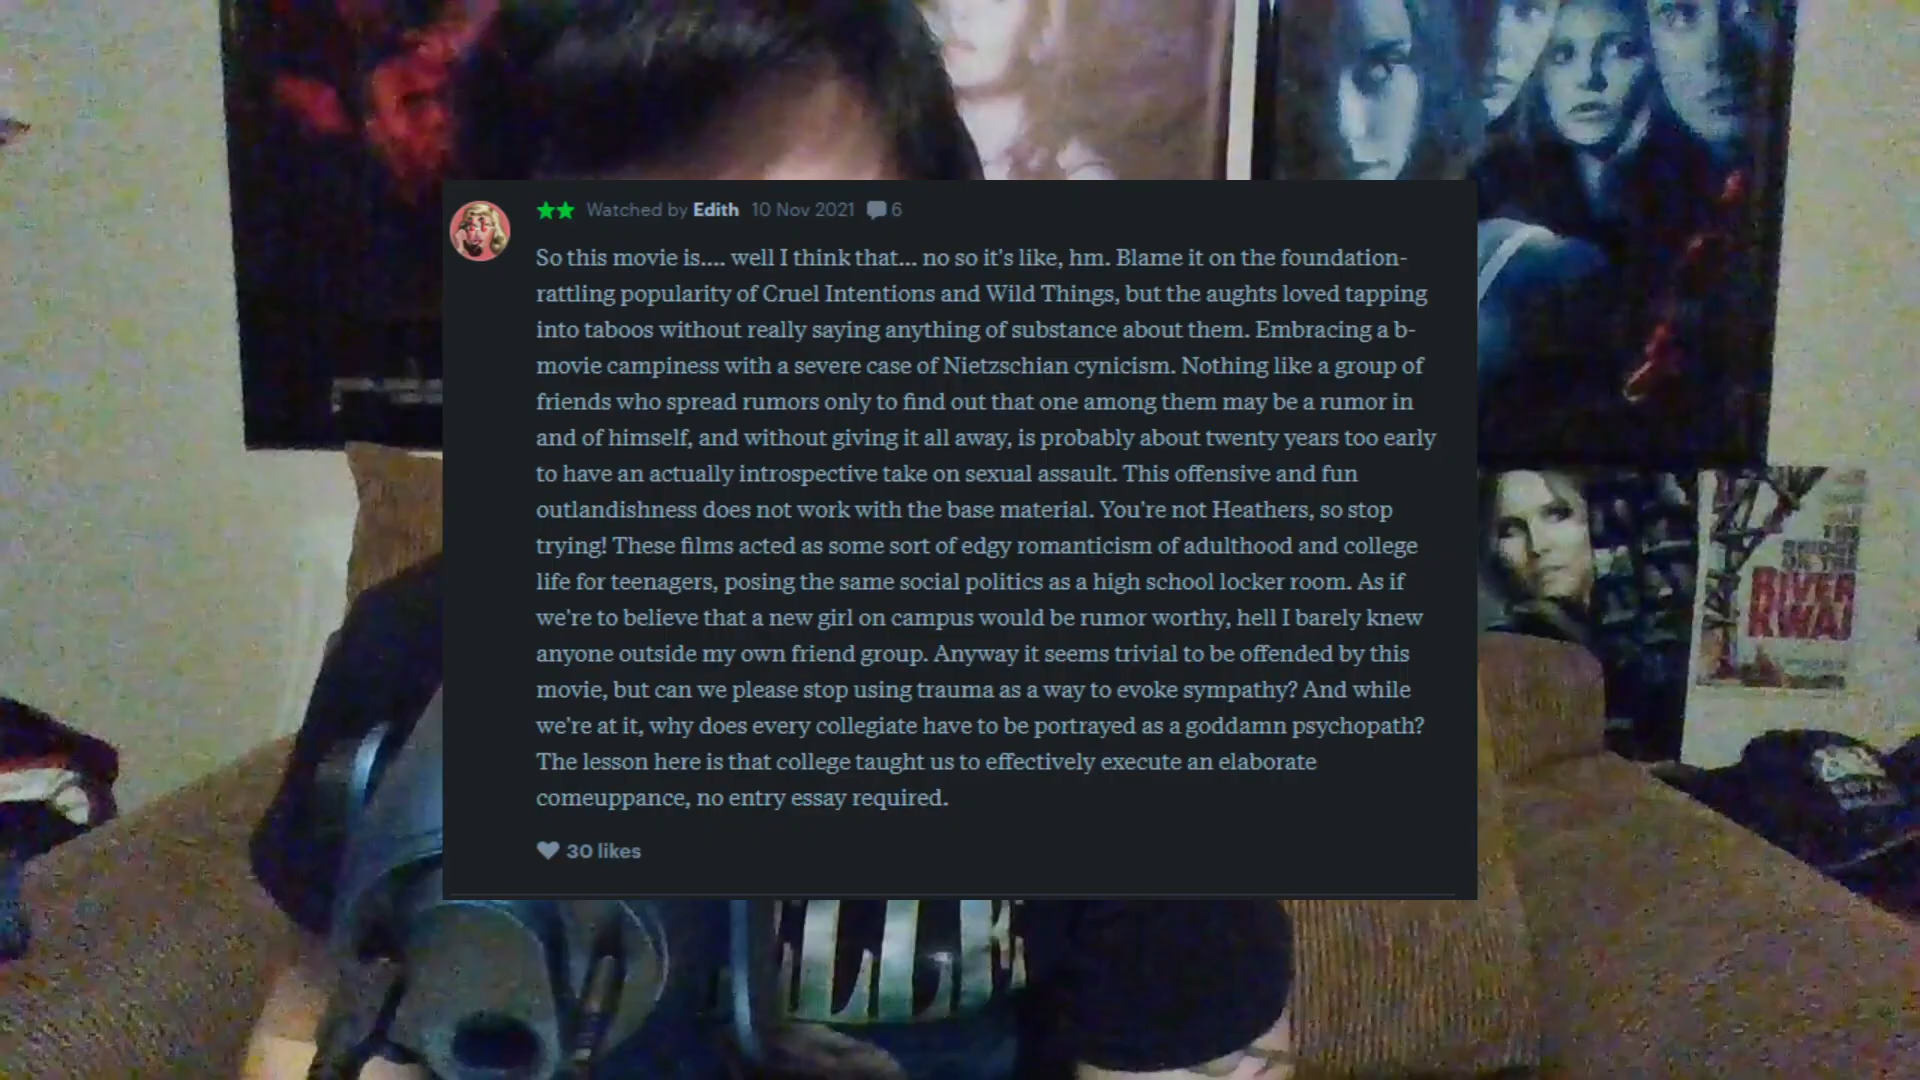 Watched by Edith 10 Nov 2021 6
So this movie is.... well I think that... no so it's like, hm. Blame it on the foundation-
rattling popularity of Cruel Intentions and Wild Things, but the aughts loved tapping
into taboos without really saying anything of substance about them. Embracing a b-
movie campiness with a severe case of Nietzschian cynicism. Nothing like a group of
friends who spread rumors only to find out that one among them may be a rumor in
and of himself, and without giving it all away, is probably about twenty years too early
to have an actually introspective take on sexual assault. This offensive and fun
outlandishness does not work with the base material. You're not Heathers, so stop
trying! These films acted as some sort of edgy romanticism of adulthood and college
life for teenagers, posing the same social politics as a high school locker room. As if
we're to believe that a new girl on campus would be rumor worthy, hell I barely knew
anyone outside my own friend group. Anyway it seems trivial to be offended by this
movie, but can we please stop using trauma as a way to evoke sympathy? And while
we're at it, why does every collegiate have to be portrayed as a goddamn psychopath?
The lesson here is that college taught us to effectively execute an elaborate
comeuppance, no entry essay required.
30 likes
RIVER
KWAI